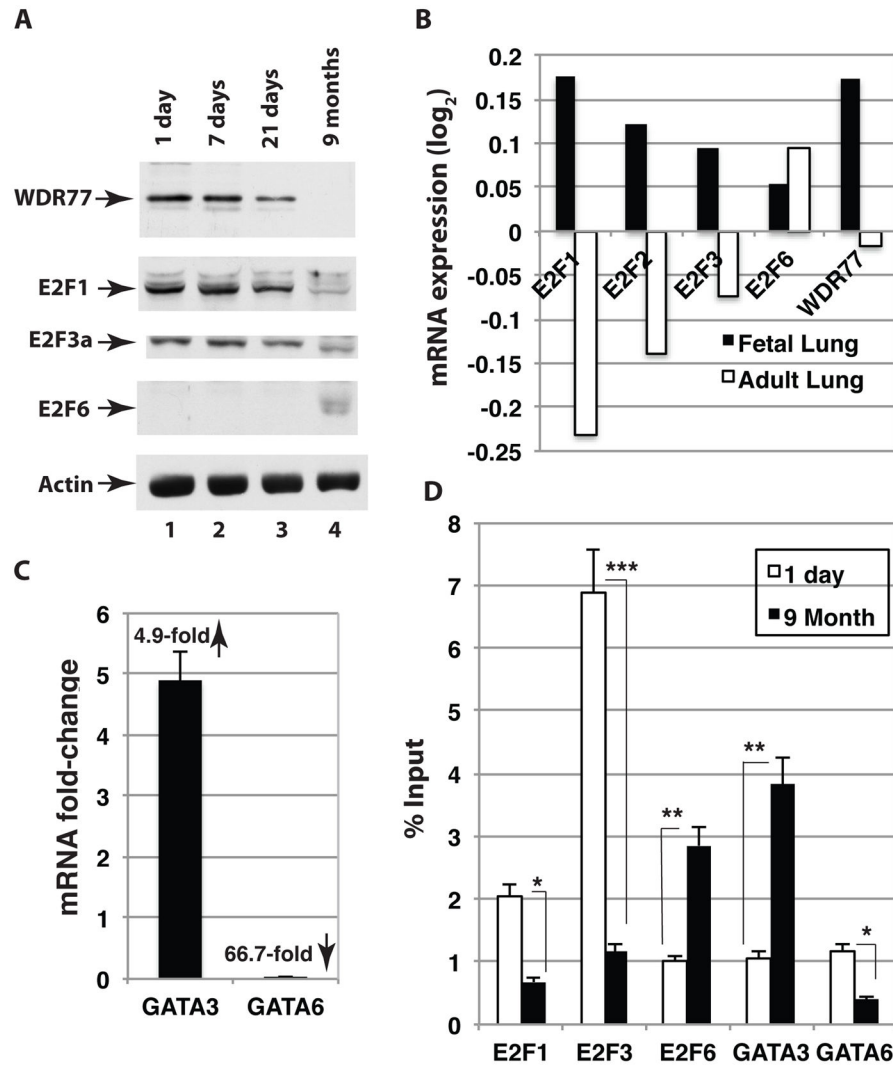 A
1 day
7 days
21 days
9 months
WDR77
E2F1
E2F3a
E2F6
Actin
1 2 3 4
B
mRNA expression (log2)
0.2
0.15
0.1
0.05
0
-0.05
-0.1
-0.15
-0.2
-0.25
E2F1
E2F2
E2F3
E2F6
WDR77
Fetal Lung
Adult Lung
C
mRNA fold-change
6
5
4
3
2
1
0
4.9-fold
66.7-fold
GATA3 GATA6
D
% Input
8
7
6
5
4
3
2
1
0
1 day
9 Month
*
***
**
**
*
E2F1 E2F3 E2F6 GATA3 GATA6